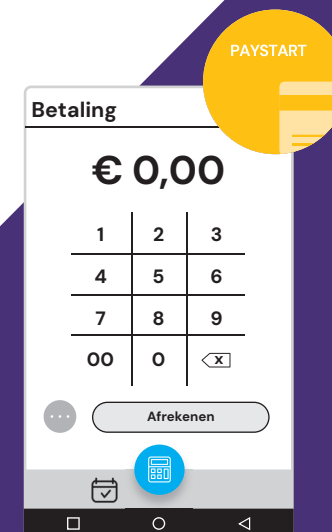 PAYSTART
Betaling
€ 0,00
1 2 3
4 5 6
7 8 9
00 0 x
Afrekenen